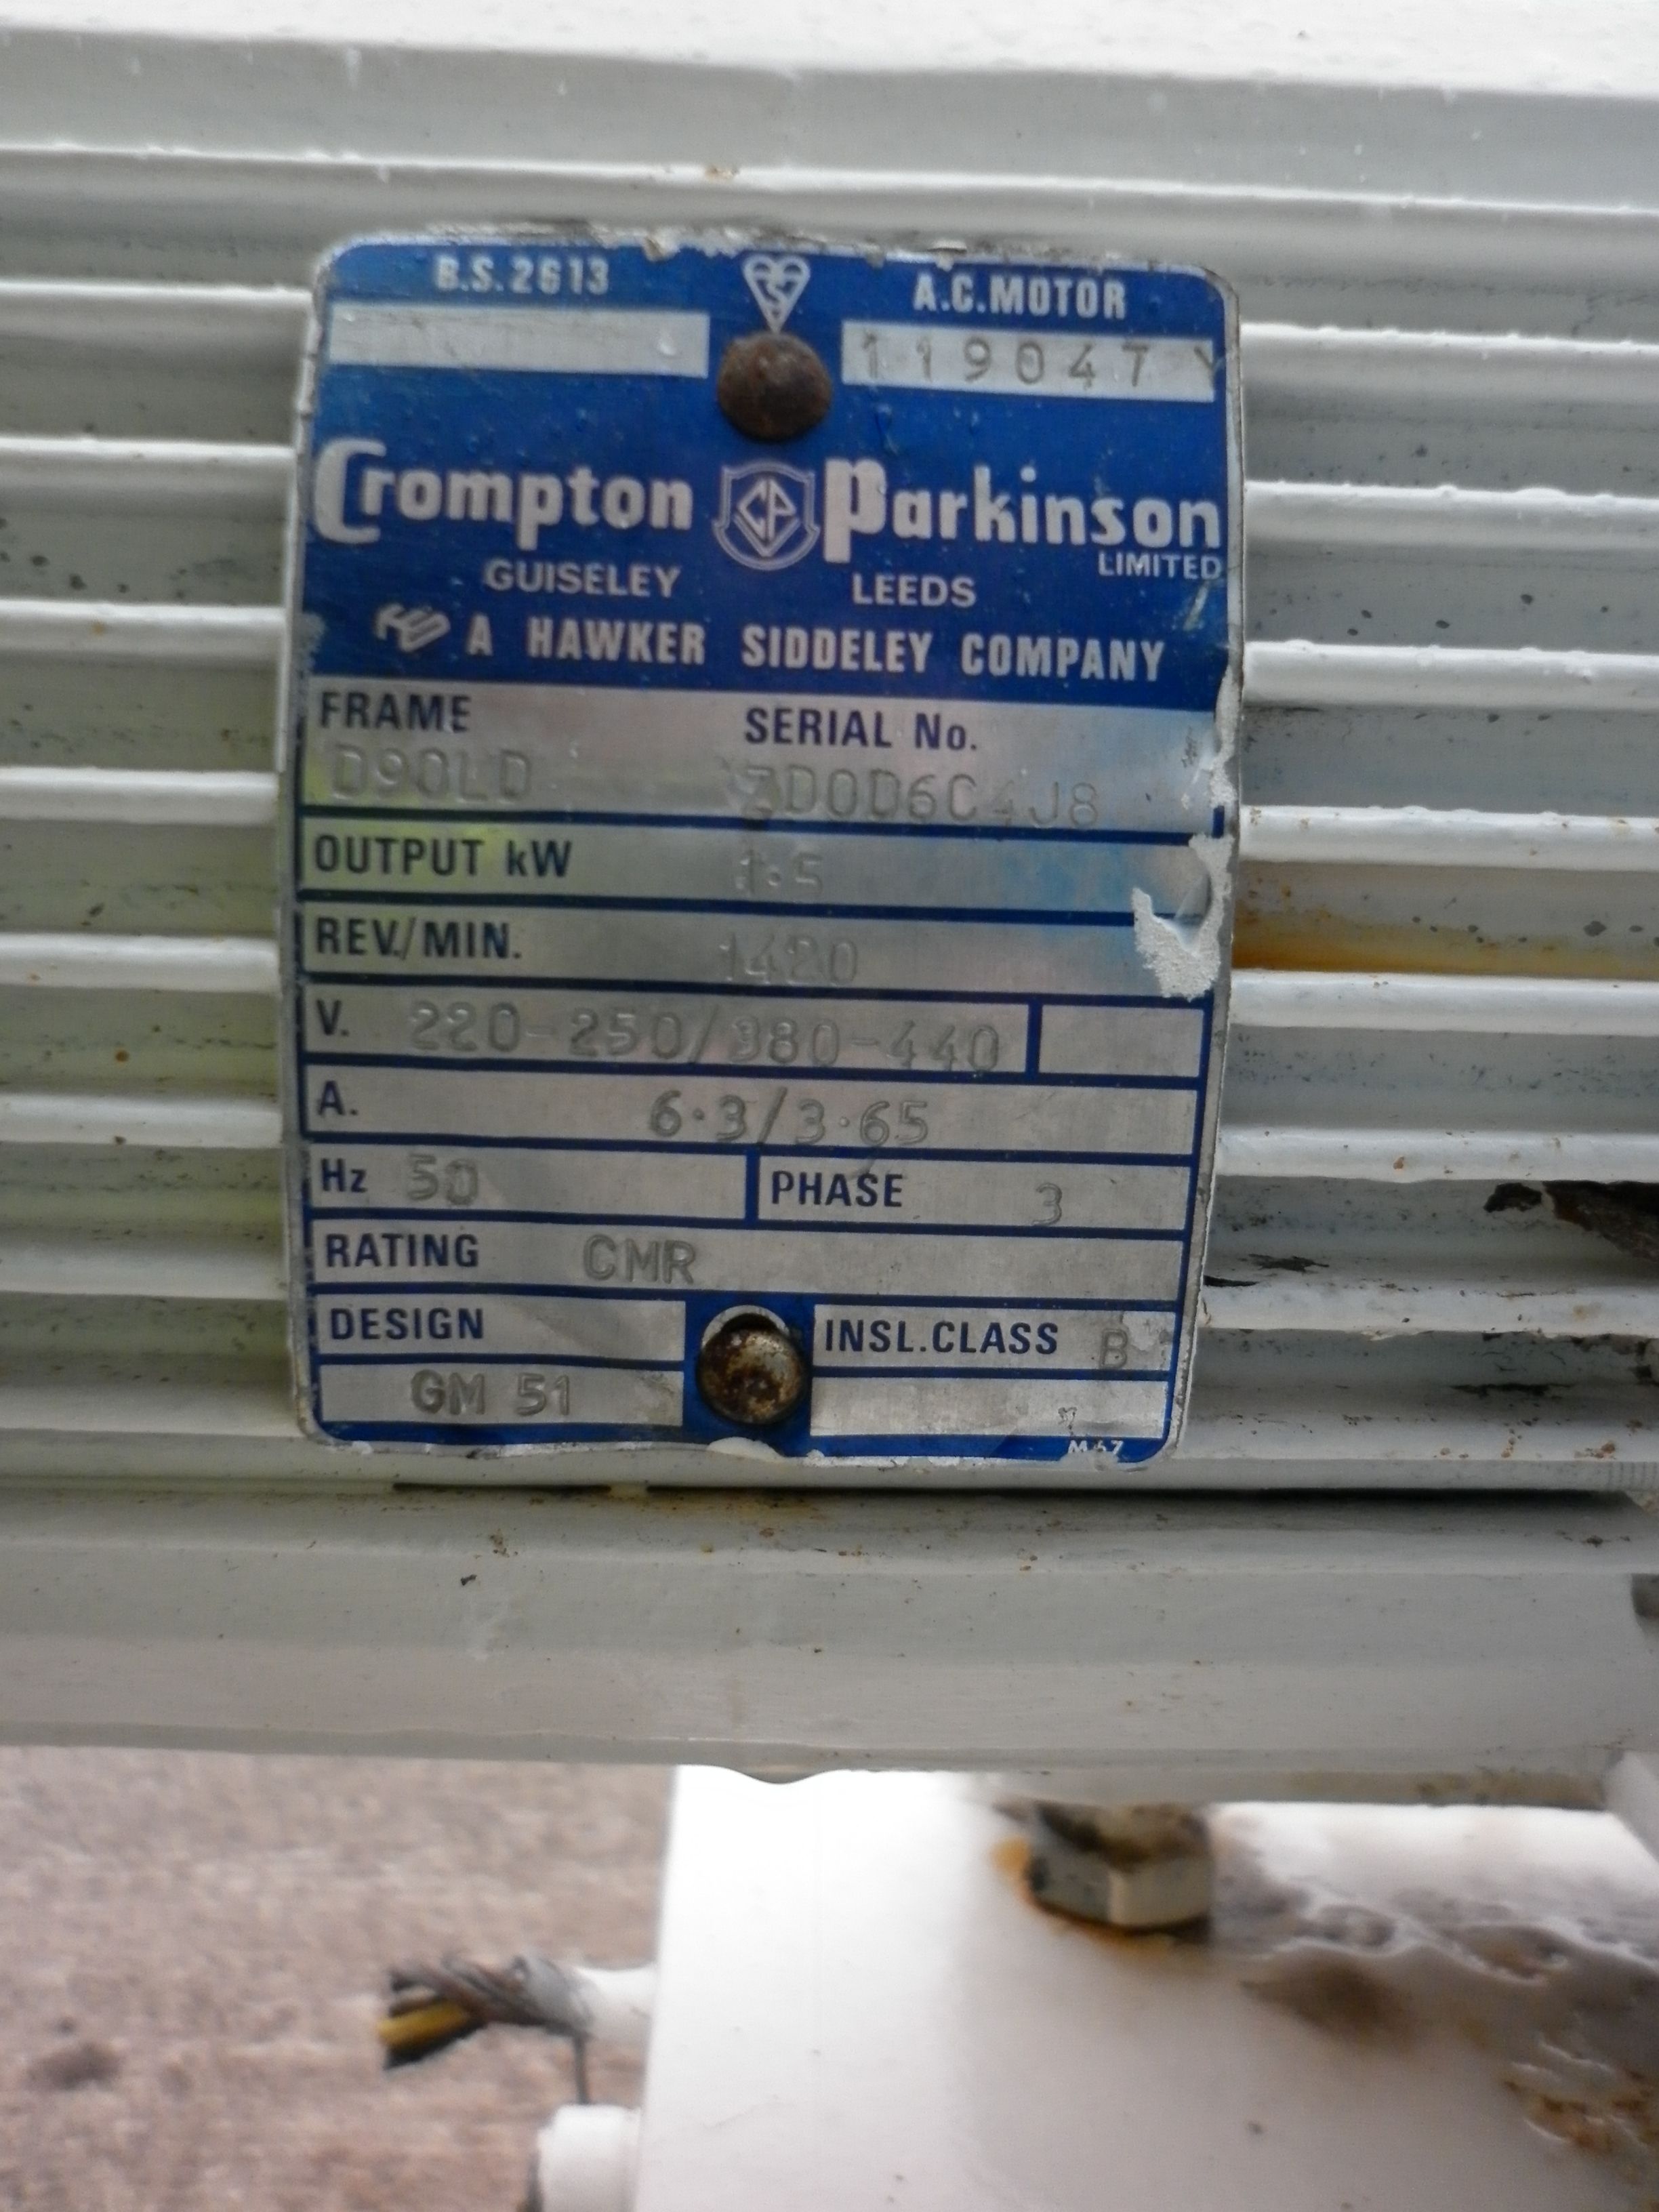 B.S.2613
A.C.MOTOR
119047 Y
Crompton CP Parkinson
LIMITED
GUISELEY LEEDS
A HAWKER SIDDELEY COMPANY
FRAME SERIAL No.
D90LD ZD0D6C4J8
OUTPUT kW 1.5
REV./MIN. 1420
V. 220-250/380-440
A. 6.3/3.65
Hz 50 PHASE 3
RATING CMR
DESIGN INSL.CLASS B
GM 51